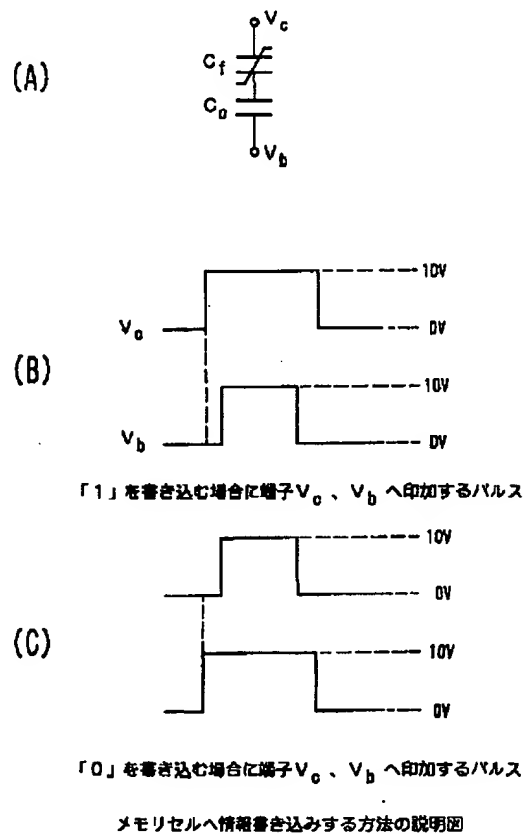 (A)
Vc
Cf
Co
Vb
(B)
10V
Vc
0V
10V
Vb
0V
「1」を書き込む場合に端子Vc、Vbへ印加するパルス
(C)
10V
0V
10V
0V
「0」を書き込む場合に端子Vc、Vbへ印加するパルス
メモリセルへ情報書き込みする方法の説明図